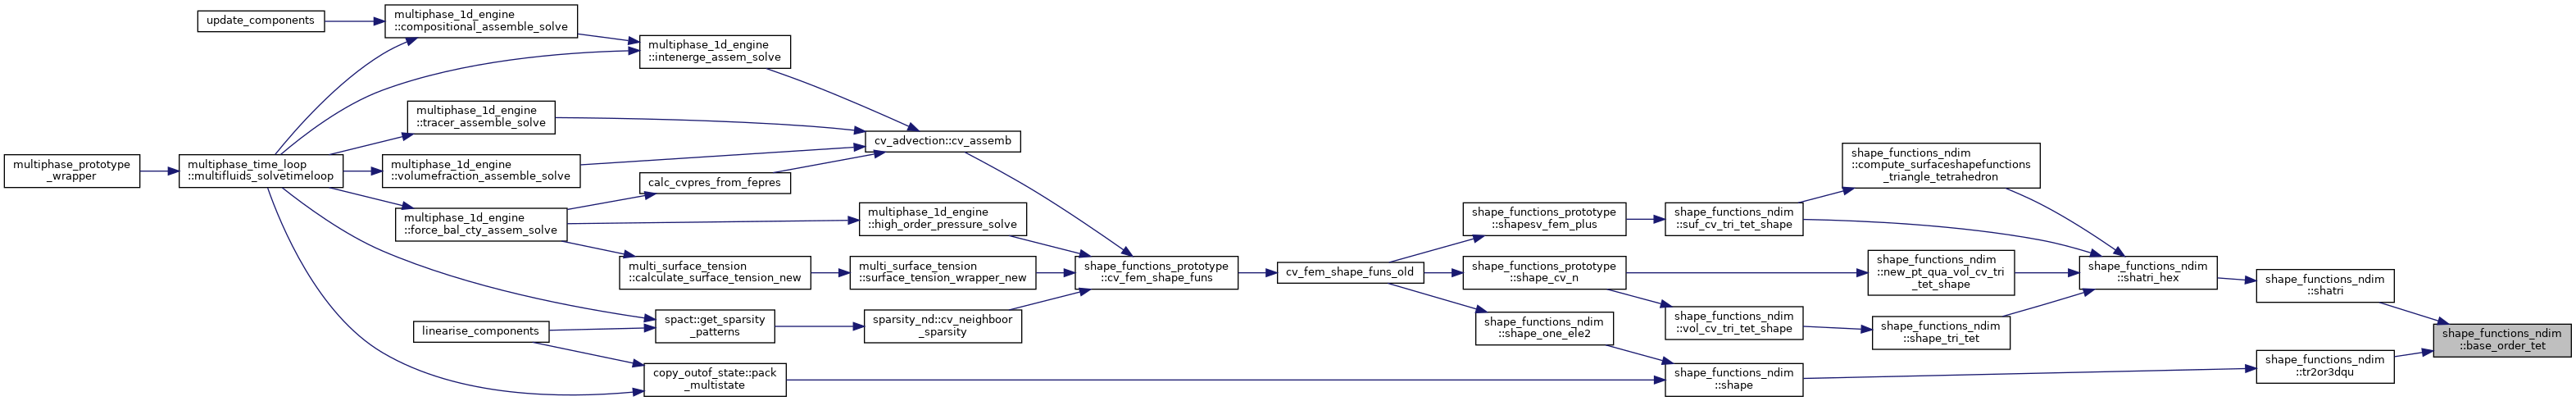 multiphase_prototype
_wrapper
update_components
multiphase_time_loop
::multifluids_solvetimeloop
multiphase_1d_engine
::compositional_assemble_solve
multiphase_1d_engine
::tracer_assemble_solve
multiphase_1d_engine
::volumefraction_assemble_solve
multiphase_1d_engine
::force_bal_cty_assem_solve
linearise_components
multiphase_1d_engine
::intenerge_assem_solve
calc_cvpres_from_fepres
multi_surface_tension
::calculate_surface_tension_new
spact::get_sparsity
_patterns
copy_outof_state::pack
_multistate
cv_advection::cv_assemb
multiphase_1d_engine
::high_order_pressure_solve
multi_surface_tension
::surface_tension_wrapper_new
sparsity_nd::cv_neighboor
_sparsity
shape_functions_prototype
::cv_fem_shape_funs
cv_fem_shape_funs_old
shape_functions_prototype
::shapesv_fem_plus
shape_functions_prototype
::shape_cv_n
shape_functions_ndim
::shape_one_ele2
shape_functions_ndim
::suf_cv_tri_tet_shape
shape_functions_ndim
::vol_cv_tri_tet_shape
shape_functions_ndim
::shape
shape_functions_ndim
::compute_surfaceshapefunctions
_triangle_tetrahedron
shape_functions_ndim
::new_pt_qua_vol_cv_tri
_tet_shape
shape_functions_ndim
::shape_tri_tet
shape_functions_ndim
::shatri_hex
shape_functions_ndim
::shatri
shape_functions_ndim
::tr2or3dqu
shape_functions_ndim
::base_order_tet